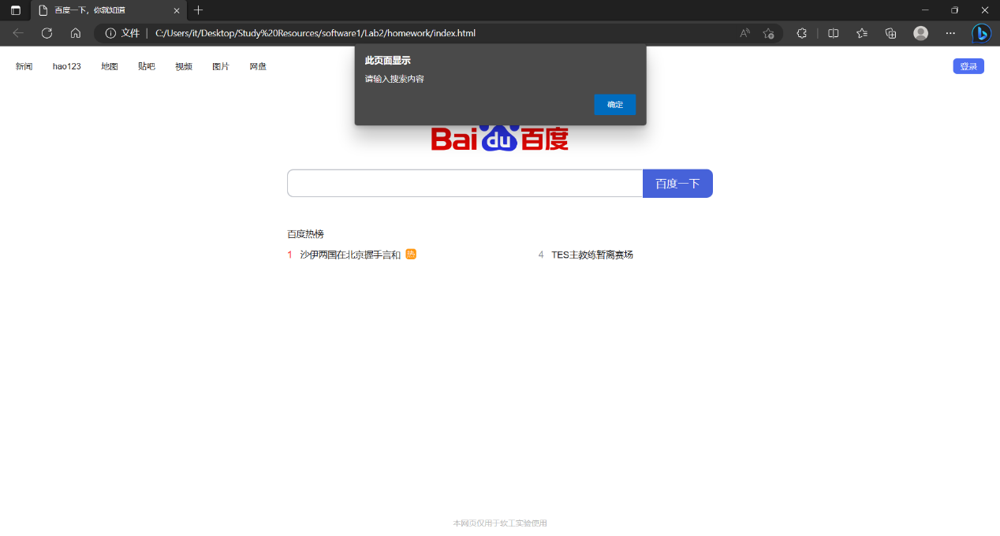 百度一下，你就知道
文件
C:/Users/it/Desktop/Study%20Resources/software1/Lab2/homework/index.html
新闻 hao123 地图 贴吧 视频 图片 网盘
登录
此页面显示
请输入搜索内容
确定
Bai du 百度
百度一下
百度热榜
1 沙伊两国在北京握手言和 热
4 TES主教练暂离赛场
本网页仅用于软工实验使用